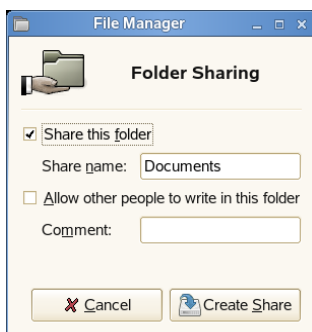 File Manager
Folder Sharing
Share this folder
Share name: Documents
Allow other people to write in this folder
Comment:
Cancel Create Share